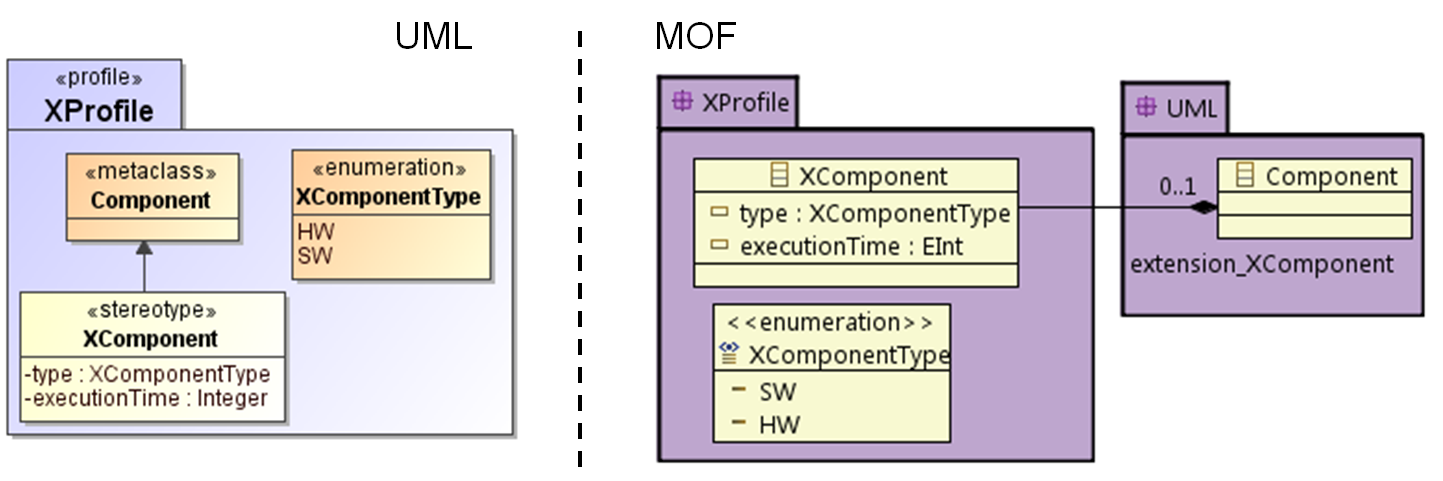 UML
«profile»
XProfile
«metaclass»
Component
«enumeration»
XComponentType
HW
SW
«stereotype»
XComponent
-type : XComponentType
-executionTime : Integer
MOF
XProfile
XComponent
type : XComponentType
executionTime : EInt
<<enumeration>>
XComponentType
SW
HW
UML
0..1
Component
extension_XComponent